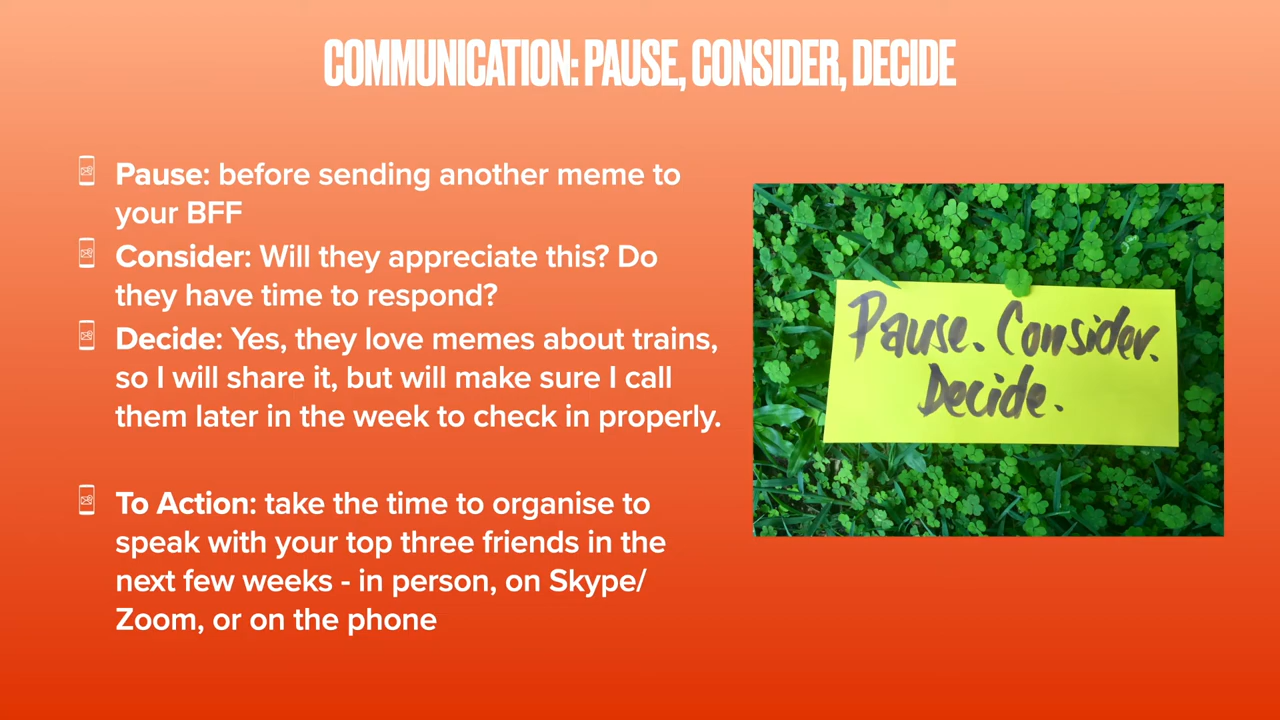 COMMUNICATION: PAUSE, CONSIDER, DECIDE
Pause: before sending another meme to
your BFF
Consider: Will they appreciate this? Do
they have time to respond?
Decide: Yes, they love memes about trains,
so I will share it, but will make sure I call
them later in the week to check in properly.
To Action: take the time to organise to
speak with your top three friends in the
next few weeks - in person, on Skype/
Zoom, or on the phone
Pause. Consider.
Decide.